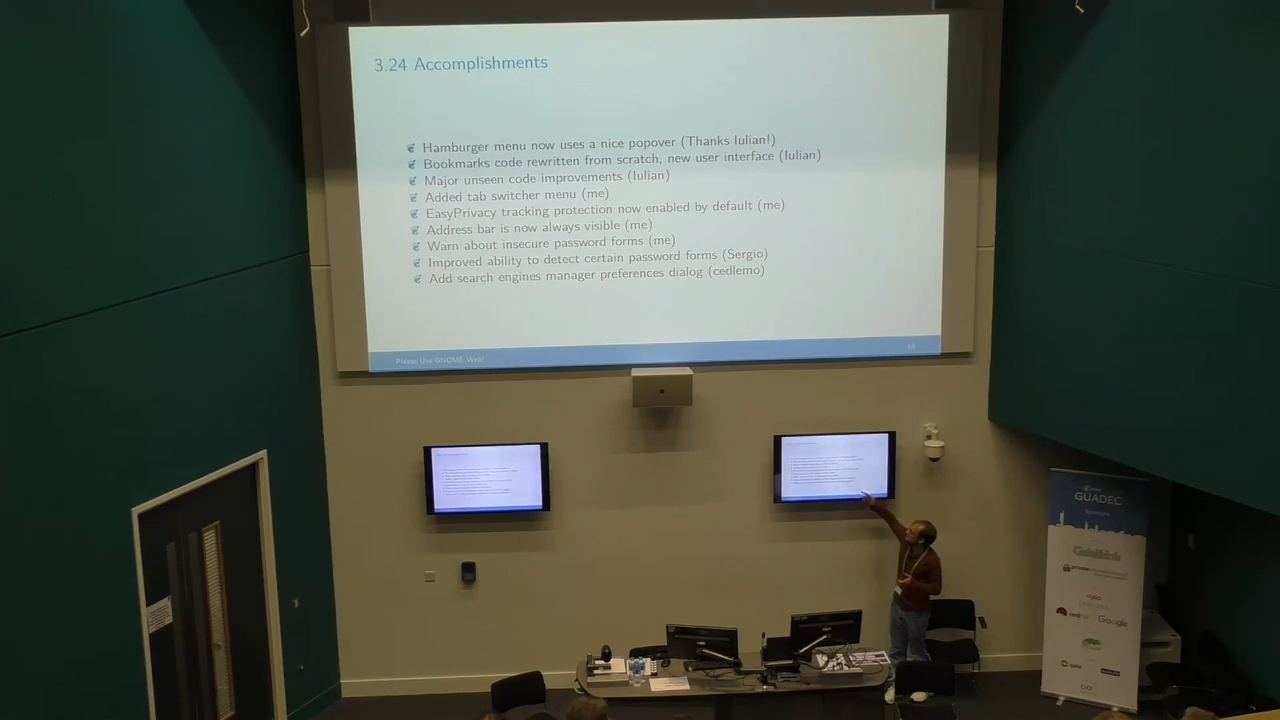 3.24 Accomplishments
Hamburger menu now uses a nice popover (Thanks Iulian!)
Bookmarks code rewritten from scratch, new user interface (Iulian)
Major unseen code improvements (Iulian)
Added tab switcher menu (me)
EasyPrivacy tracking protection now enabled by default (me)
Address bar is now always visible (me)
Warn about insecure password forms (me)
Improved ability to detect certain password forms (Sergio)
Add search engines manager preferences dialog (cedlemo)
Please Use GNOME Web!
GUADEC
Google